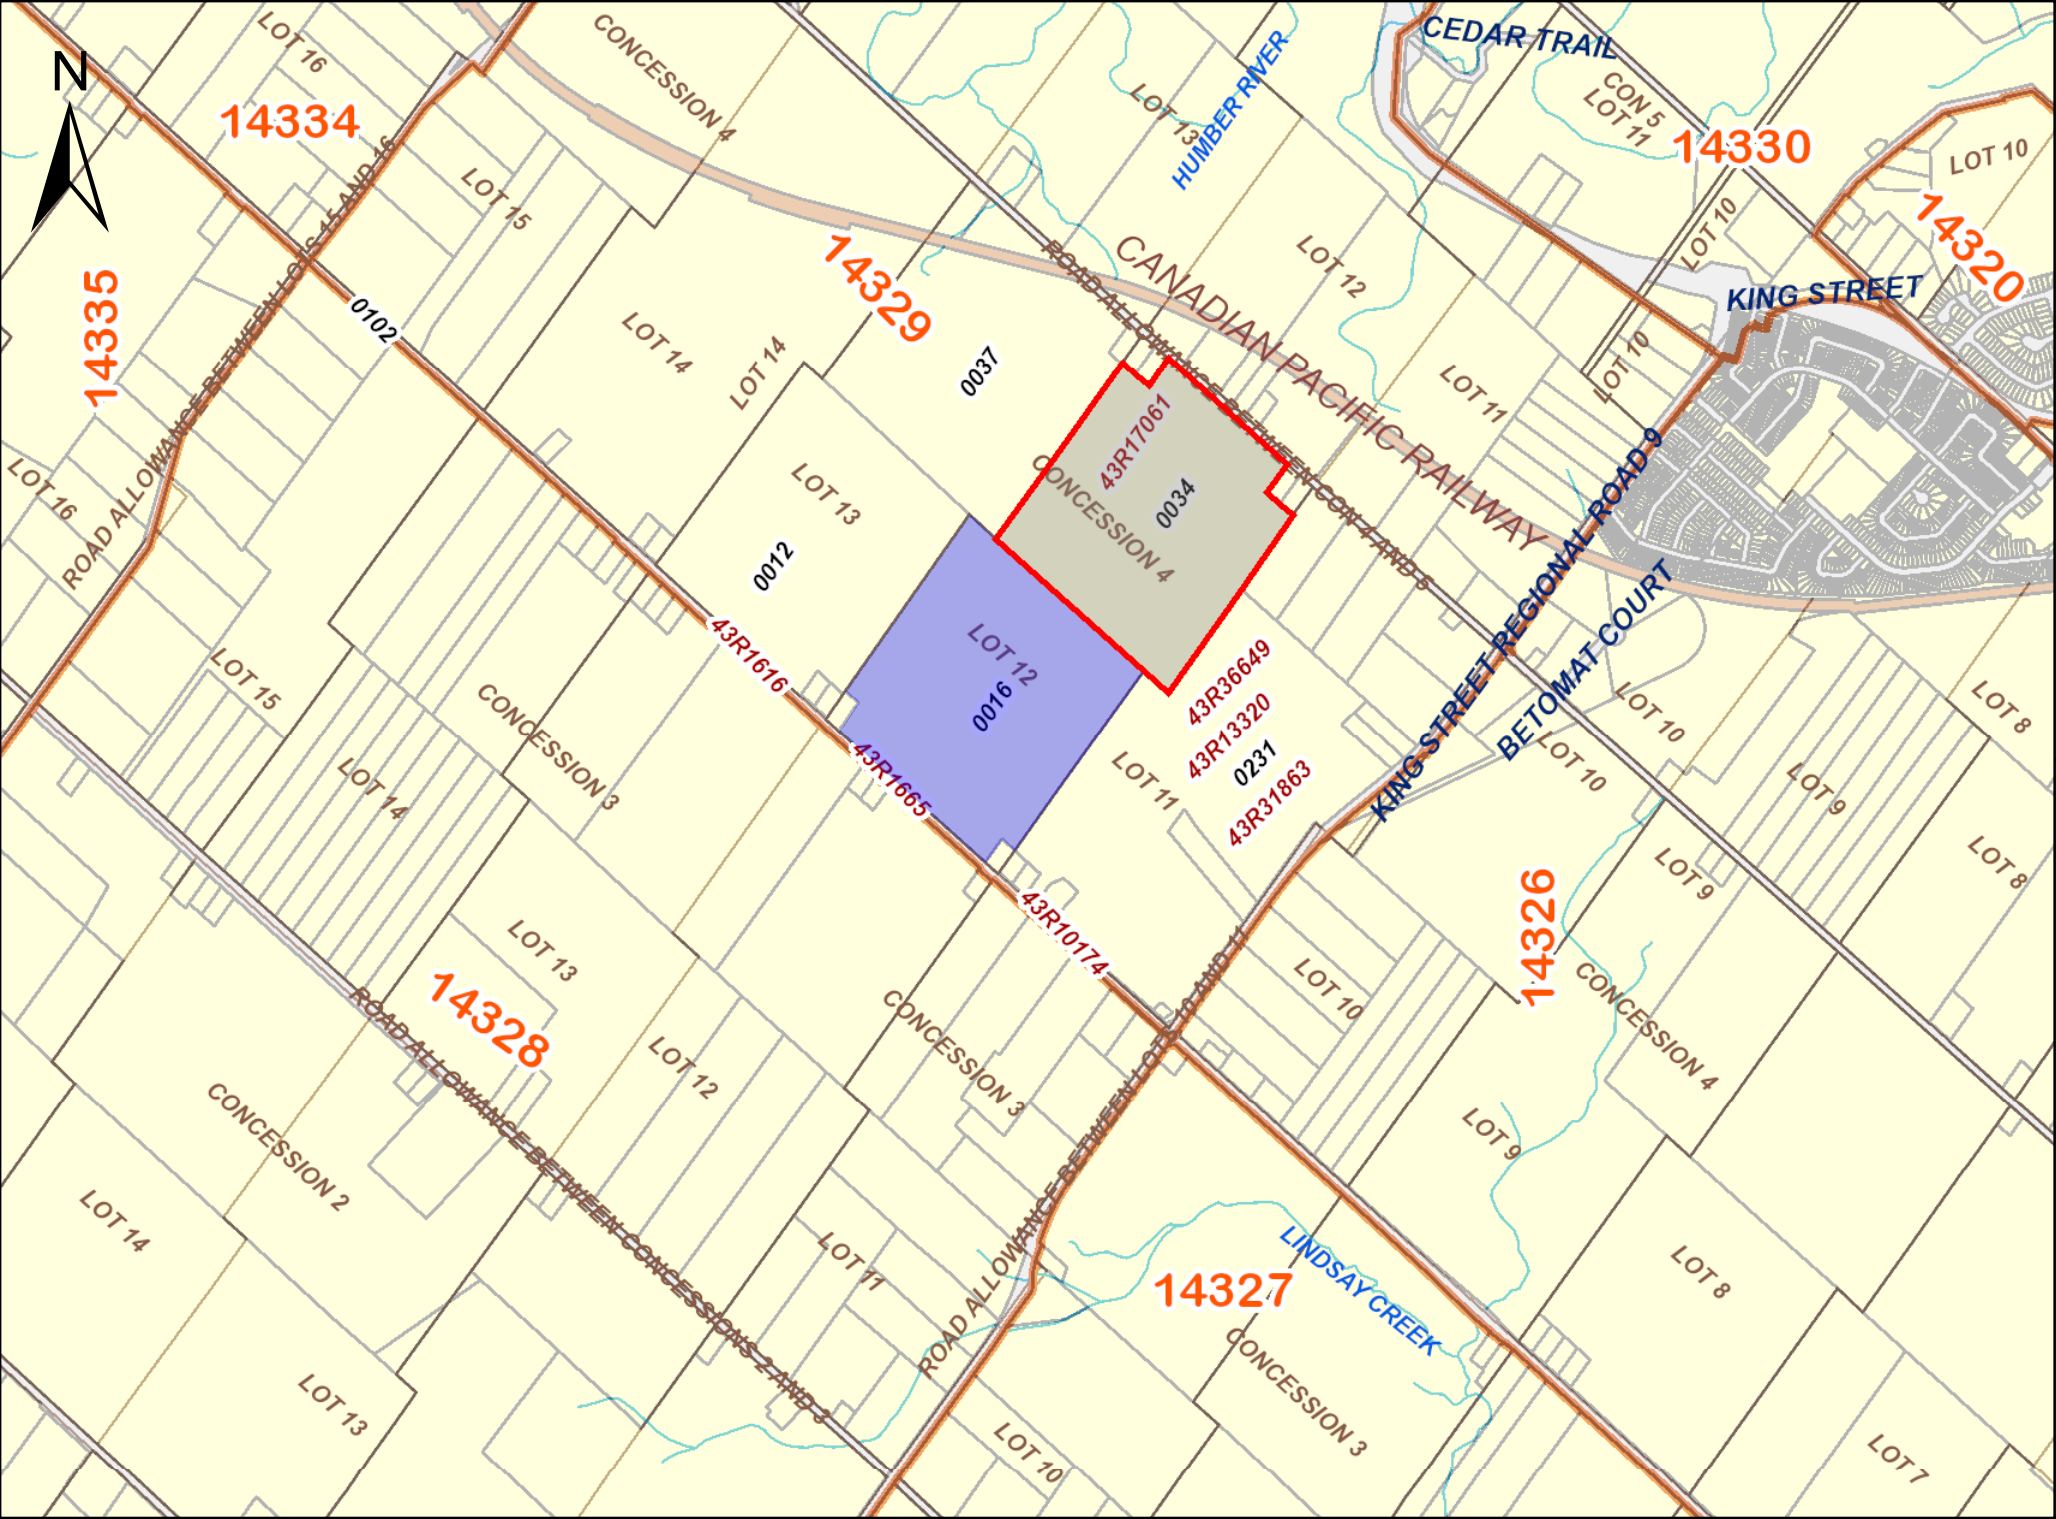 LOT 16
CONCESSION 4
CEDAR TRAIL
N
14334
LOT 13
HUMBER RIVER
CON 5
LOT 11
14330
LOT 10
ROAD ALLOWANCE BETWEEN LOTS 15 AND 16
LOT 15
14335
0102
LOT 14
LOT 14
14329
0037
ROAD ALLOWANCE BETWEEN CON 4 AND 5
CANADIAN PACIFIC RAILWAY
LOT 12
LOT 10
14320
KING STREET
LOT 10
LOT 11
43R17061
CONCESSION 4
0034
LOT 16
LOT 13
0012
KING STREET REGIONAL ROAD 9
BETOMAT COURT
43R1616
LOT 12
0016
43R36649
43R13320
0231
43R31863
LOT 11
LOT 15
CONCESSION 3
LOT 14
43R1665
LOT 10
LOT 10
LOT 8
LOT 9
LOT 9
LOT 8
43R10174
14326
CONCESSION 4
LOT 13
14328
LOT 10
LOT 12
CONCESSION 3
ROAD ALLOWANCE BETWEEN CONCESSIONS 2 AND 3
CONCESSION 2
LOT 14
LOT 9
ROAD ALLOWANCE BETWEEN LOTS 10 AND 11
LOT 11
14327
LINDSAY CREEK
LOT 8
CONCESSION 3
LOT 13
LOT 10
LOT 7